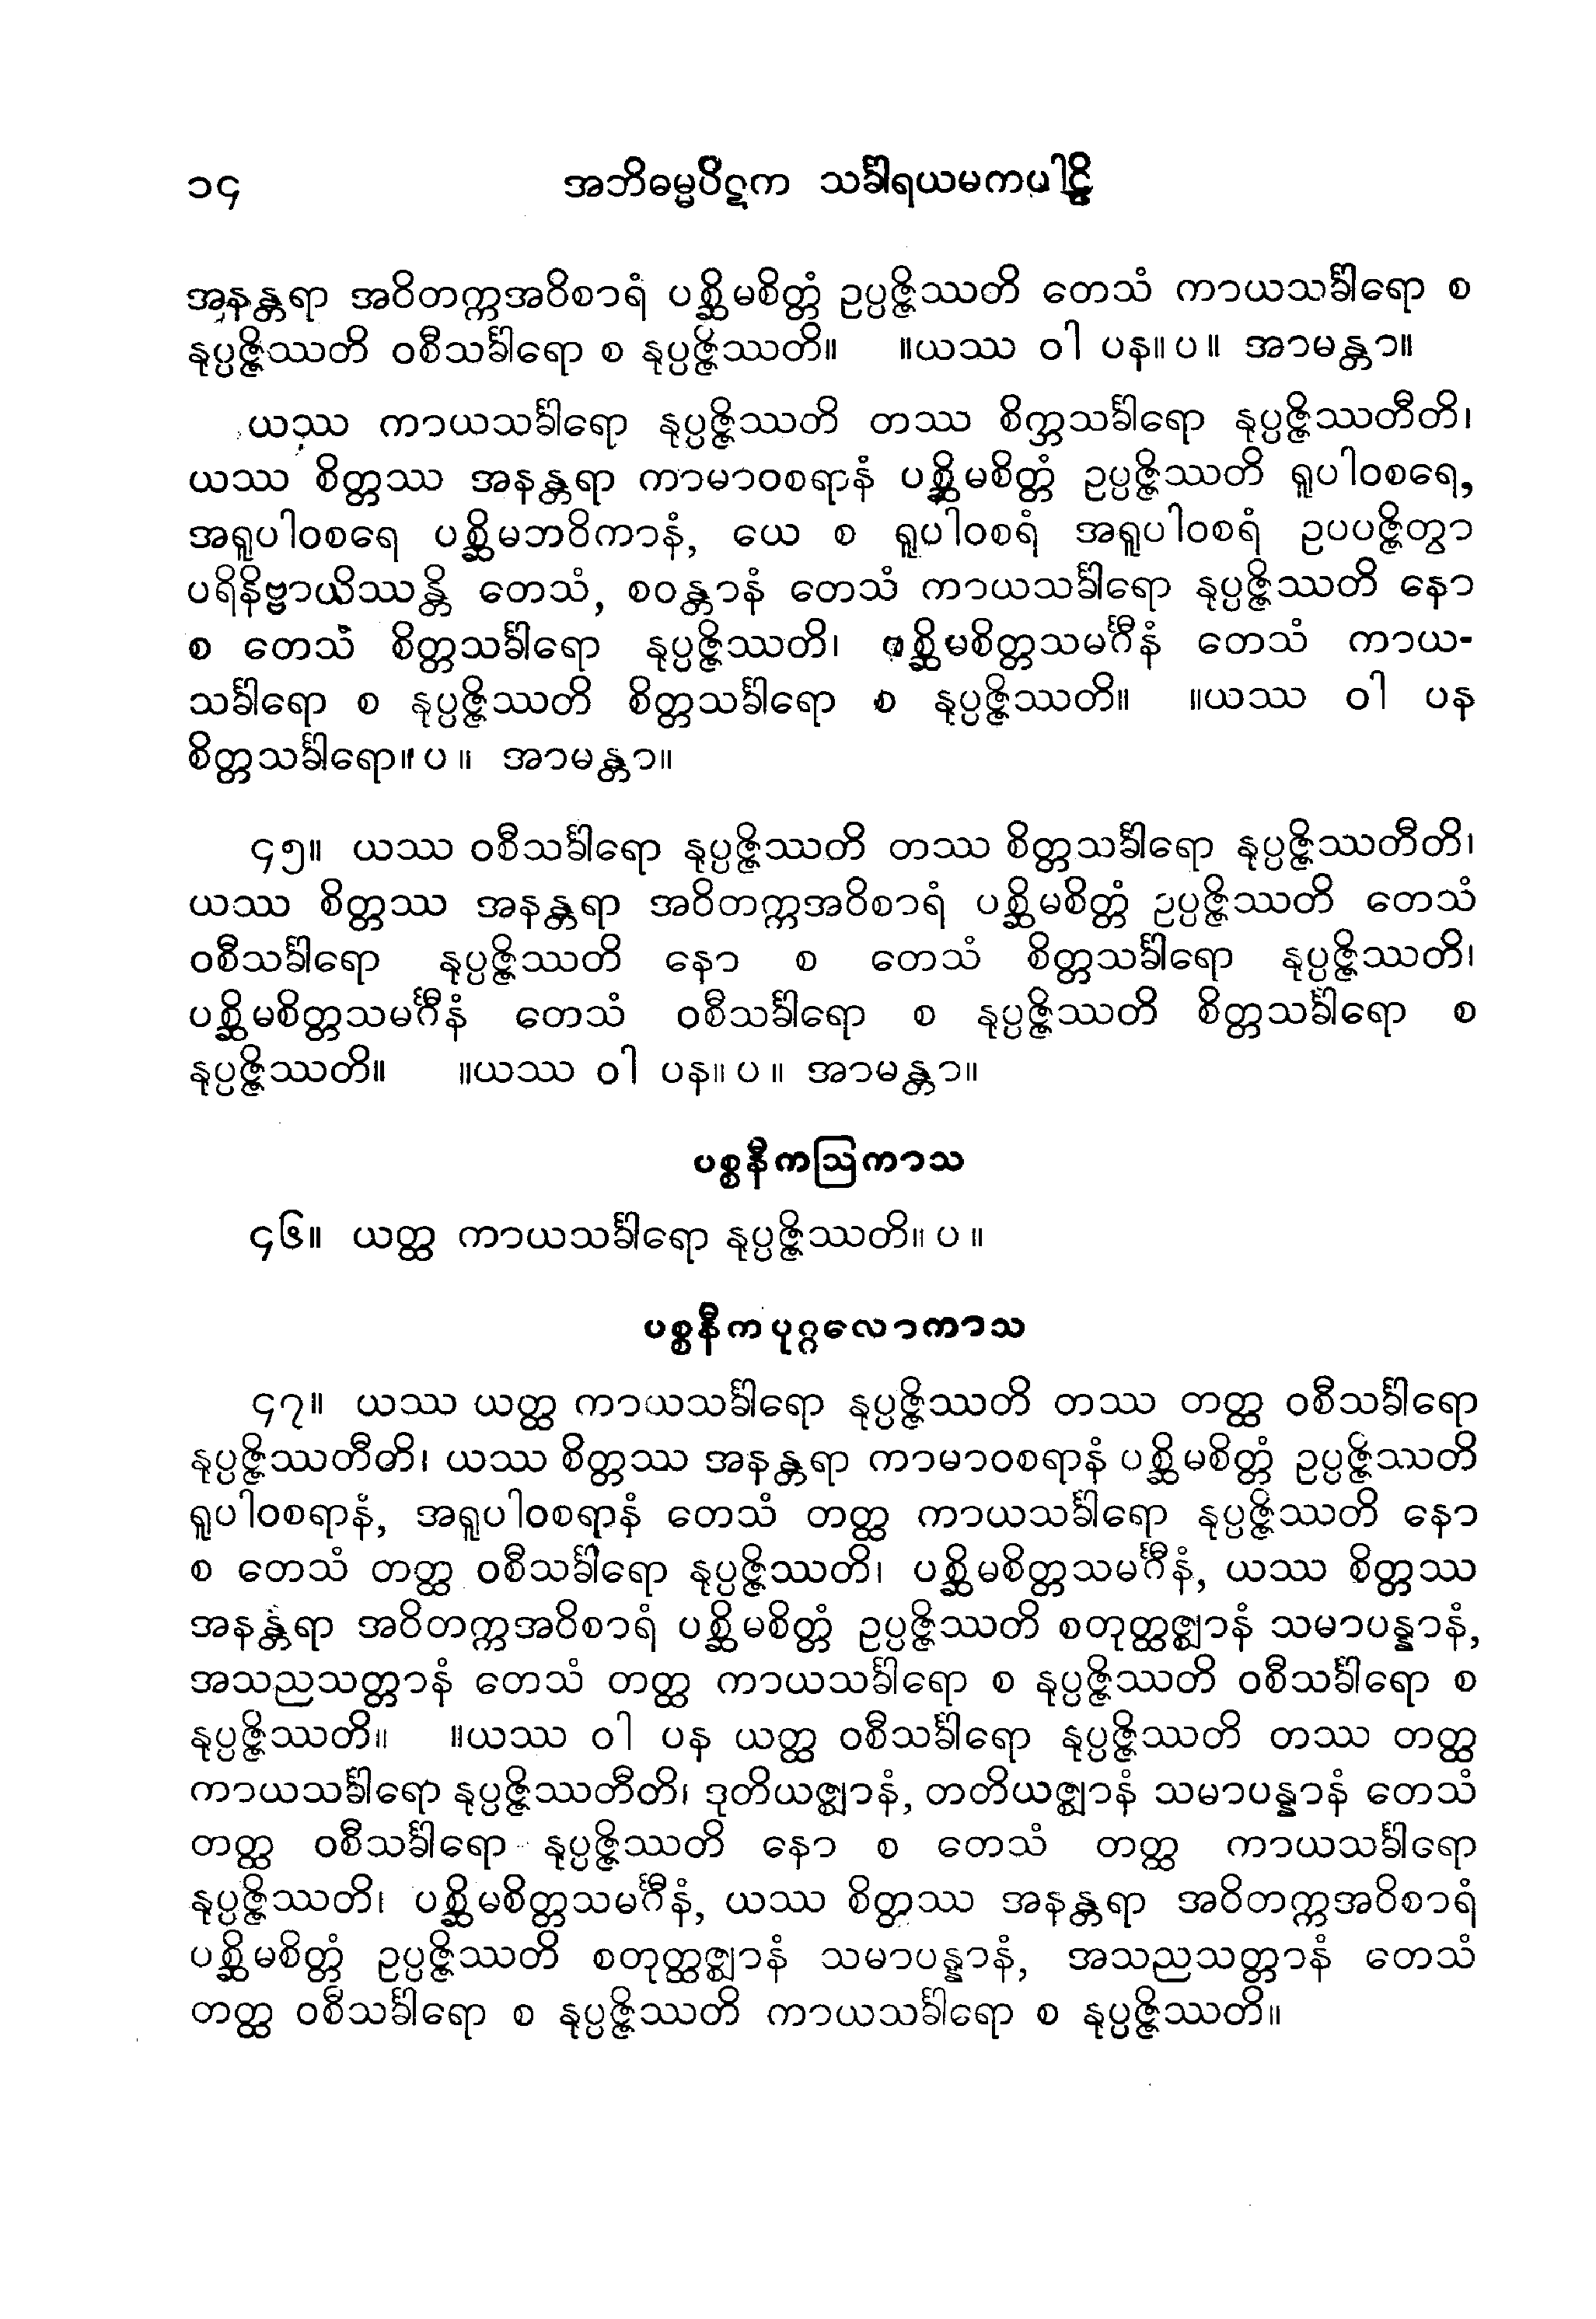 ၁၄ အဘိဓမ္မပိဋက သင်္ခါရယမကပါဠိ
အနန္တရာ အဝိတက္ကအဝိစာရံ ပစ္ဆိမစိတ္တံ ဥပ္ပဇ္ဇိဿတိ တေသံ ကာယသင်္ခါရော စ
နုပ္ပဇ္ဇိဿတိ ဝစီသင်္ခါရော စ နုပ္ပဇ္ဇိဿတိ။ ။ယဿ ဝါ ပန။ ပ။ အာမန္တာ။
ယဿ ကာယသင်္ခါရော နုပ္ပဇ္ဇိဿတိ တဿ စိတ္တသင်္ခါရော နုပ္ပဇ္ဇိဿတီတိ၊
ယဿ စိတ္တဿ အနန္တရာ ကာမာဝစရာနံ ပစ္ဆိမစိတ္တံ ဥပ္ပဇ္ဇိဿတိ ရူပါဝစရေ,
အရူပါဝစရေ ပစ္ဆိမဘဝိကာနံ, ယေ စ ရူပါဝစရံ အရူပါဝစရံ ဥပပဇ္ဇိတွာ
ပရိနိဗ္ဗာယိဿန္တိ တေသံ, စဝန္တာနံ တေသံ ကာယသင်္ခါရော နုပ္ပဇ္ဇိဿတိ နော
စ တေသံ စိတ္တသင်္ခါရော နုပ္ပဇ္ဇိဿတိ၊ ပစ္ဆိမစိတ္တသမင်္ဂီနံ တေသံ ကာယ-
သင်္ခါရော စ နုပ္ပဇ္ဇိဿတိ စိတ္တသင်္ခါရော စ နုပ္ပဇ္ဇိဿတိ။ ။ယဿ ဝါ ပန
စိတ္တသင်္ခါရော။ ပ။ အာမန္တာ။
၄၅။ ယဿ ဝစီသင်္ခါရော နုပ္ပဇ္ဇိဿတိ တဿ စိတ္တသင်္ခါရော နုပ္ပဇ္ဇိဿတီတိ၊
ယဿ စိတ္တဿ အနန္တရာ အဝိတက္ကအဝိစာရံ ပစ္ဆိမစိတ္တံ ဥပ္ပဇ္ဇိဿတိ တေသံ
ဝစီသင်္ခါရော နုပ္ပဇ္ဇိဿတိ နော စ တေသံ စိတ္တသင်္ခါရော နုပ္ပဇ္ဇိဿတိ၊
ပစ္ဆိမစိတ္တသမင်္ဂီနံ တေသံ ဝစီသင်္ခါရော စ နုပ္ပဇ္ဇိဿတိ စိတ္တသင်္ခါရော စ
နုပ္ပဇ္ဇိဿတိ။ ။ယဿ ဝါ ပန။ ပ။ အာမန္တာ။
ပစ္စနီကဩကာသ
၄၆။ ယတ္ထ ကာယသင်္ခါရော နုပ္ပဇ္ဇိဿတိ။ ပ။
ပစ္စနီကပုဂ္ဂလောကာသ
၄၇။ ယဿ ယတ္ထ ကာယသင်္ခါရော နုပ္ပဇ္ဇိဿတိ တဿ တတ္ထ ဝစီသင်္ခါရော
နုပ္ပဇ္ဇိဿတီတိ၊ ယဿ စိတ္တဿ အနန္တရာ ကာမာဝစရာနံ ပစ္ဆိမစိတ္တံ ဥပ္ပဇ္ဇိဿတိ
ရူပါဝစရာနံ, အရူပါဝစရာနံ တေသံ တတ္ထ ကာယသင်္ခါရော နုပ္ပဇ္ဇိဿတိ နော
စ တေသံ တတ္ထ ဝစီသင်္ခါရော နုပ္ပဇ္ဇိဿတိ၊ ပစ္ဆိမစိတ္တသမင်္ဂီနံ, ယဿ စိတ္တဿ
အနန္တရာ အဝိတက္ကအဝိစာရံ ပစ္ဆိမစိတ္တံ ဥပ္ပဇ္ဇိဿတိ စတုတ္ထဇ္ဈာနံ သမာပန္နာနံ,
အသညသတ္တာနံ တေသံ တတ္ထ ကာယသင်္ခါရော စ နုပ္ပဇ္ဇိဿတိ ဝစီသင်္ခါရော စ
နုပ္ပဇ္ဇိဿတိ။ ။ယဿ ဝါ ပန ယတ္ထ ဝစီသင်္ခါရော နုပ္ပဇ္ဇိဿတိ တဿ တတ္ထ
ကာယသင်္ခါရော နုပ္ပဇ္ဇိဿတီတိ၊ ဒုတိယဇ္ဈာနံ, တတိယဇ္ဈာနံ သမာပန္နာနံ တေသံ
တတ္ထ ဝစီသင်္ခါရော နုပ္ပဇ္ဇိဿတိ နော စ တေသံ တတ္ထ ကာယသင်္ခါရော
နုပ္ပဇ္ဇိဿတိ၊ ပစ္ဆိမစိတ္တသမင်္ဂီနံ, ယဿ စိတ္တဿ အနန္တရာ အဝိတက္ကအဝိစာရံ
ပစ္ဆိမစိတ္တံ ဥပ္ပဇ္ဇိဿတိ စတုတ္ထဇ္ဈာနံ သမာပန္နာနံ, အသညသတ္တာနံ တေသံ
တတ္ထ ဝစီသင်္ခါရော စ နုပ္ပဇ္ဇိဿတိ ကာယသင်္ခါရော စ နုပ္ပဇ္ဇိဿတိ။